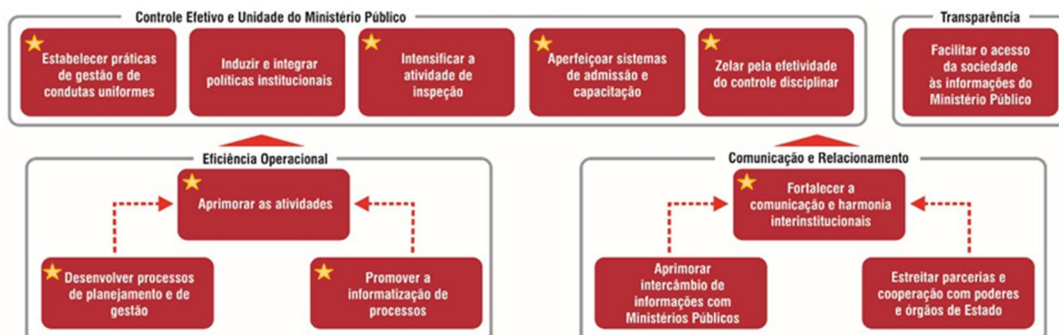 Controle Efetivo e Unidade do Ministério Público
Transparência
Estabelecer práticas
de gestão e de
condutas uniformes
Induzir e integrar
políticas institucionais
Intensificar a
atividade de
inspeção
Aperfeiçoar sistemas
de admissão e
capacitação
Zelar pela efetividade
do controle disciplinar
Facilitar o acesso
da sociedade
às informações do
Ministério Público
Eficiência Operacional
Aprimorar as atividades
Desenvolver processos
de planejamento e de
gestão
Promover a
informatização de
processos
Comunicação e Relacionamento
Fortalecer a
comunicação e harmonia
interinstitucionais
Aprimorar
intercâmbio de
informações com
Ministérios Públicos
Estreitar parcerias e
cooperação com poderes
e órgãos de Estado